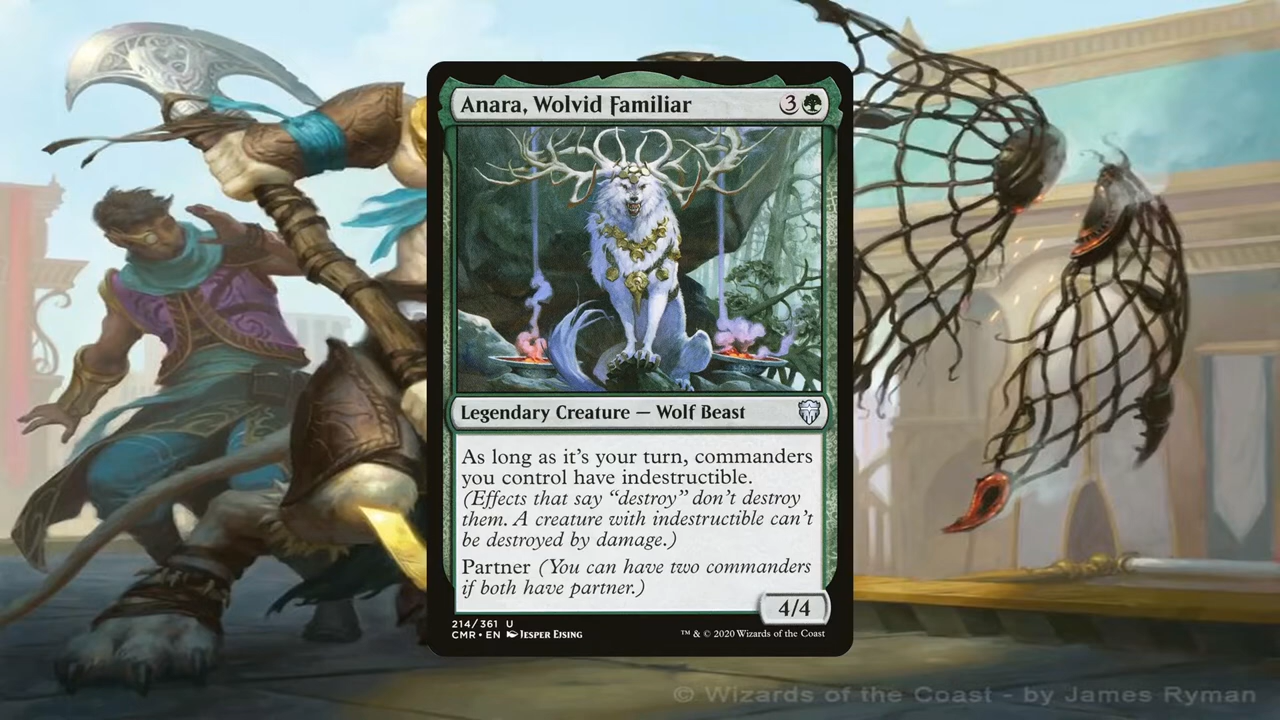 Anara, Wolvid Familiar 3
Legendary Creature — Wolf Beast
As long as it's your turn, commanders
you control have indestructible.
(Effects that say "destroy" don't destroy
them. A creature with indestructible can't
be destroyed by damage.)
Partner (You can have two commanders
if both have partner.)
4/4
214/361 U
CMR • EN Jesper Ejsing
™ & © 2020 Wizards of the Coast
© Wizards of the Coast - by James Ryman